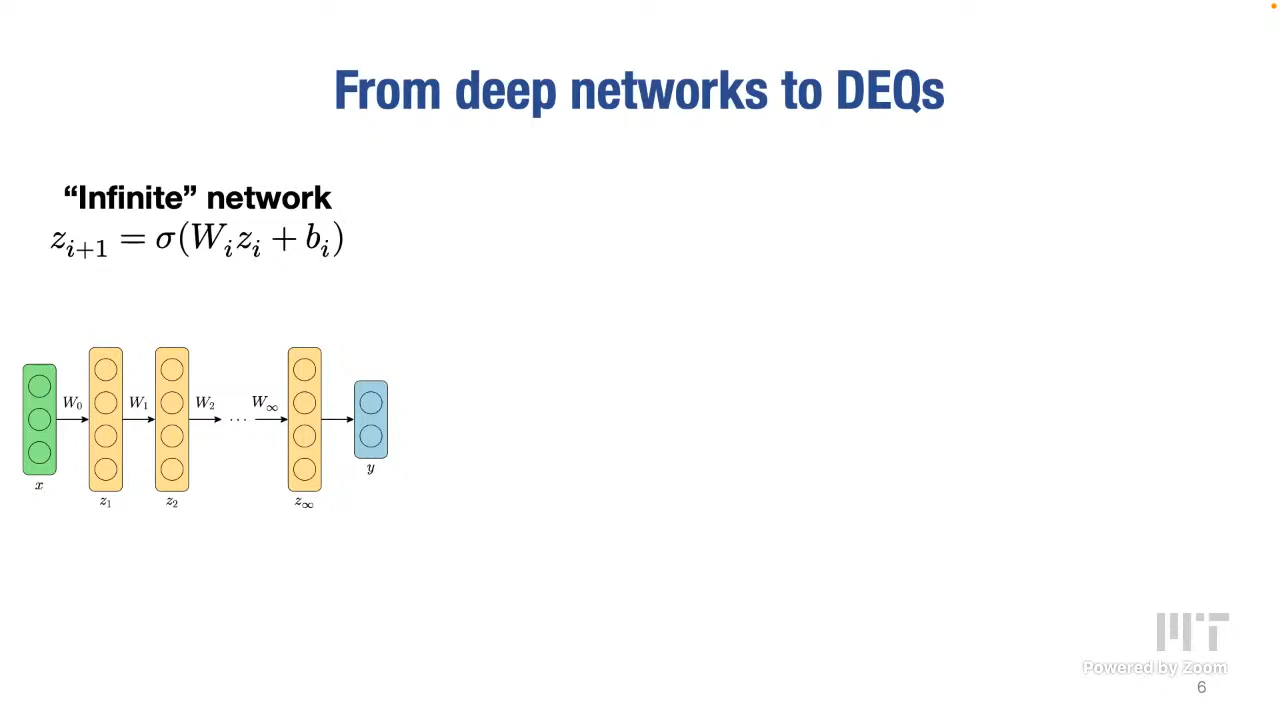 From deep networks to DEQs
“Infinite” network
z_{i+1} = σ(W_i z_i + b_i)
W_0 W_1 W_2 ... W_∞
x z_1 z_2 z_∞ y
MIT
Powered by Zoom
6